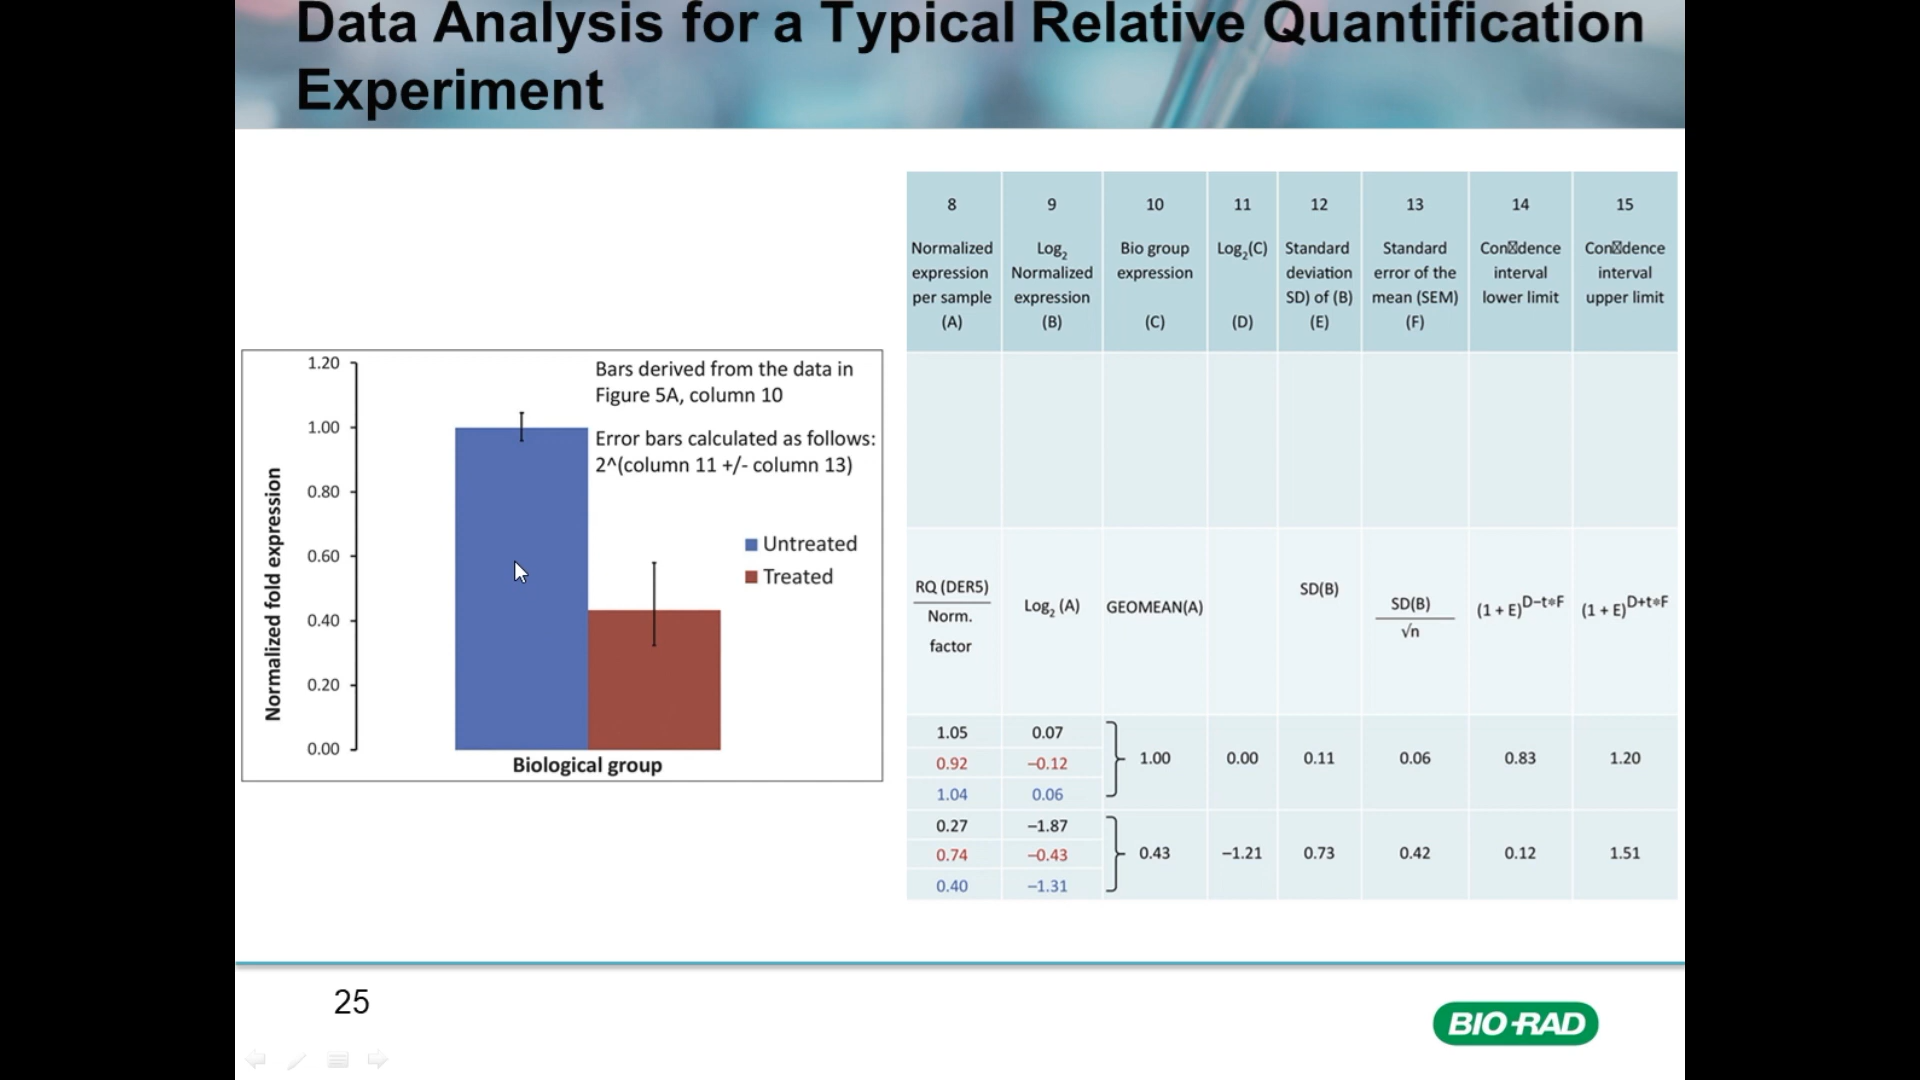 Data Analysis for a Typical Relative Quantification
Experiment
1.20
1.00
0.80
0.60
0.40
0.20
0.00
Normalized fold expression
Bars derived from the data in
Figure 5A, column 10
Error bars calculated as follows:
2^(column 11 +/- column 13)
Untreated
Treated
Biological group
8 9 10 11 12 13 14 15
Normalized Log₂ Bio group Log₂(C) Standard Standard Con⍰dence Con⍰dence
expression Normalized expression deviation error of the interval interval
per sample expression SD) of (B) mean (SEM) lower limit upper limit
(A) (B) (C) (D) (E) (F)
RQ (DER5)
Norm.
factor
Log₂ (A)
GEOMEAN(A)
SD(B)
SD(B)
√n
(1 + E)^D–t*F
(1 + E)^D+t*F
1.05 0.07
0.92 –0.12 1.00 0.00 0.11 0.06 0.83 1.20
1.04 0.06
0.27 –1.87
0.74 –0.43 0.43 –1.21 0.73 0.42 0.12 1.51
0.40 –1.31
25
BIO-RAD